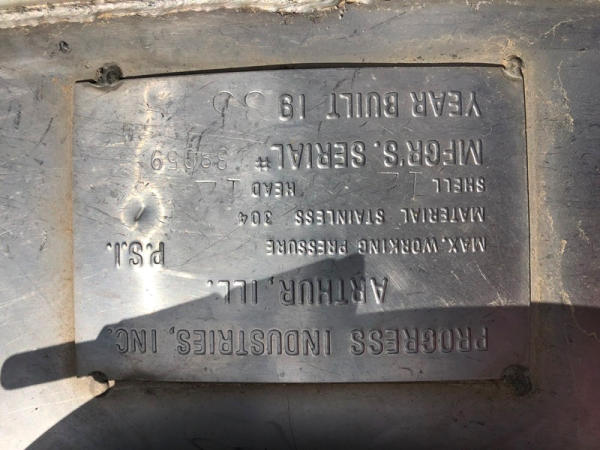 PROGRESS INDUSTRIES, INC.
ARTHUR, ILL.
MAX. WORKING PRESSURE P.S.I.
MATERIAL STAINLESS 304
SHELL HEAD
MFGR'S. SERIAL #
YEAR BUILT 19